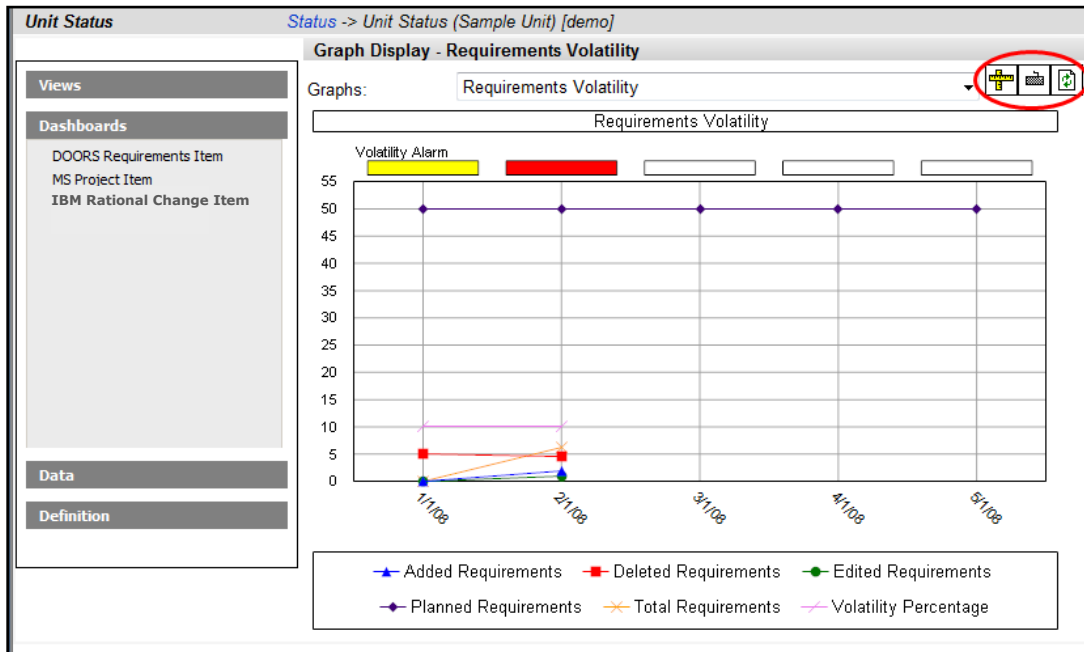 Unit Status
Status -> Unit Status (Sample Unit) [demo]
Graph Display - Requirements Volatility
Views
Dashboards
DOORS Requirements Item
MS Project Item
IBM Rational Change Item
Data
Definition
Graphs:
Requirements Volatility
Requirements Volatility
Volatility Alarm
55
50
45
40
35
30
25
20
15
10
5
0
1/1/08
2/1/08
3/1/08
4/1/08
5/1/08
Added Requirements
Deleted Requirements
Edited Requirements
Planned Requirements
Total Requirements
Volatility Percentage